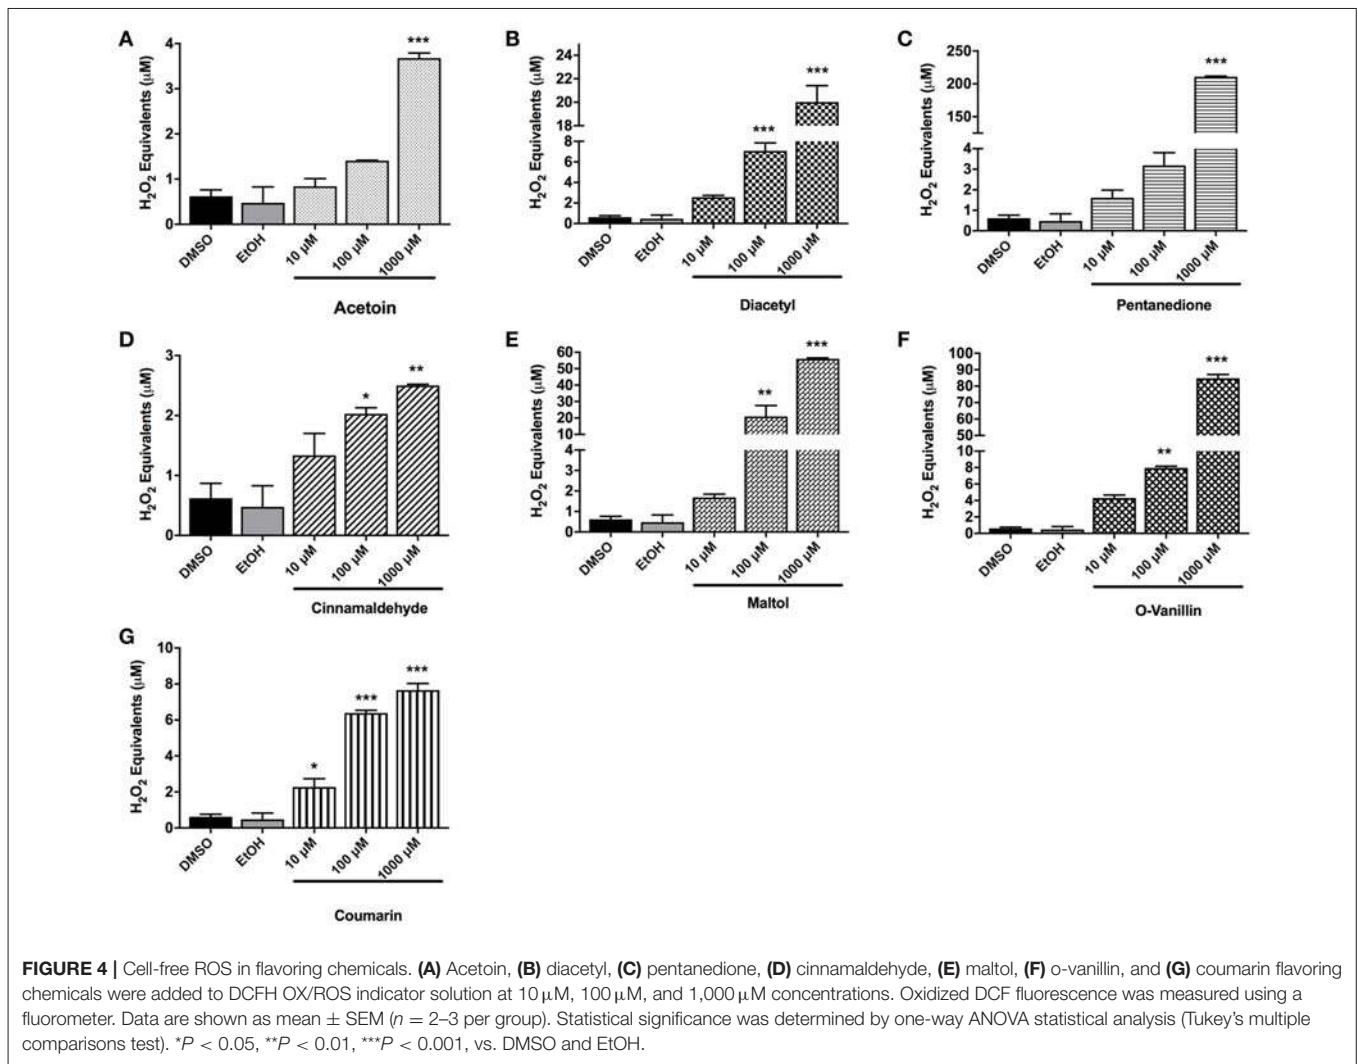 A
H₂O₂ Equivalents (μM)
4
3
2
1
0
***
DMSO
EtOH
10 μM
100 μM
1000 μM
Acetoin
B
H₂O₂ Equivalents (μM)
24
22
20
18
8
6
4
2
0
***
***
DMSO
EtOH
10 μM
100 μM
1000 μM
Diacetyl
C
H₂O₂ Equivalents (μM)
250
200
150
100
4
3
2
1
0
***
DMSO
EtOH
10 μM
100 μM
1000 μM
Pentanedione
D
H₂O₂ Equivalents (μM)
3
2
1
0
*
**
DMSO
EtOH
10 μM
100 μM
1000 μM
Cinnamaldehyde
E
H₂O₂ Equivalents (μM)
60
50
40
30
20
10
4
3
2
1
0
**
***
DMSO
EtOH
10 μM
100 μM
1000 μM
Maltol
F
H₂O₂ Equivalents (μM)
100
90
80
70
60
50
8
6
4
2
0
**
***
DMSO
EtOH
10 μM
100 μM
1000 μM
O-Vanillin
G
H₂O₂ Equivalents (μM)
10
8
6
4
2
0
*
***
***
DMSO
EtOH
10 μM
100 μM
1000 μM
Coumarin
FIGURE 4 | Cell-free ROS in flavoring chemicals. (A) Acetoin, (B) diacetyl, (C) pentanedione, (D) cinnamaldehyde, (E) maltol, (F) o-vanillin, and (G) coumarin flavoring
chemicals were added to DCFH OX/ROS indicator solution at 10 μM, 100 μM, and 1,000 μM concentrations. Oxidized DCF fluorescence was measured using a
fluorometer. Data are shown as mean ± SEM (n = 2–3 per group). Statistical significance was determined by one-way ANOVA statistical analysis (Tukey's multiple
comparisons test). *P < 0.05, **P < 0.01, ***P < 0.001, vs. DMSO and EtOH.